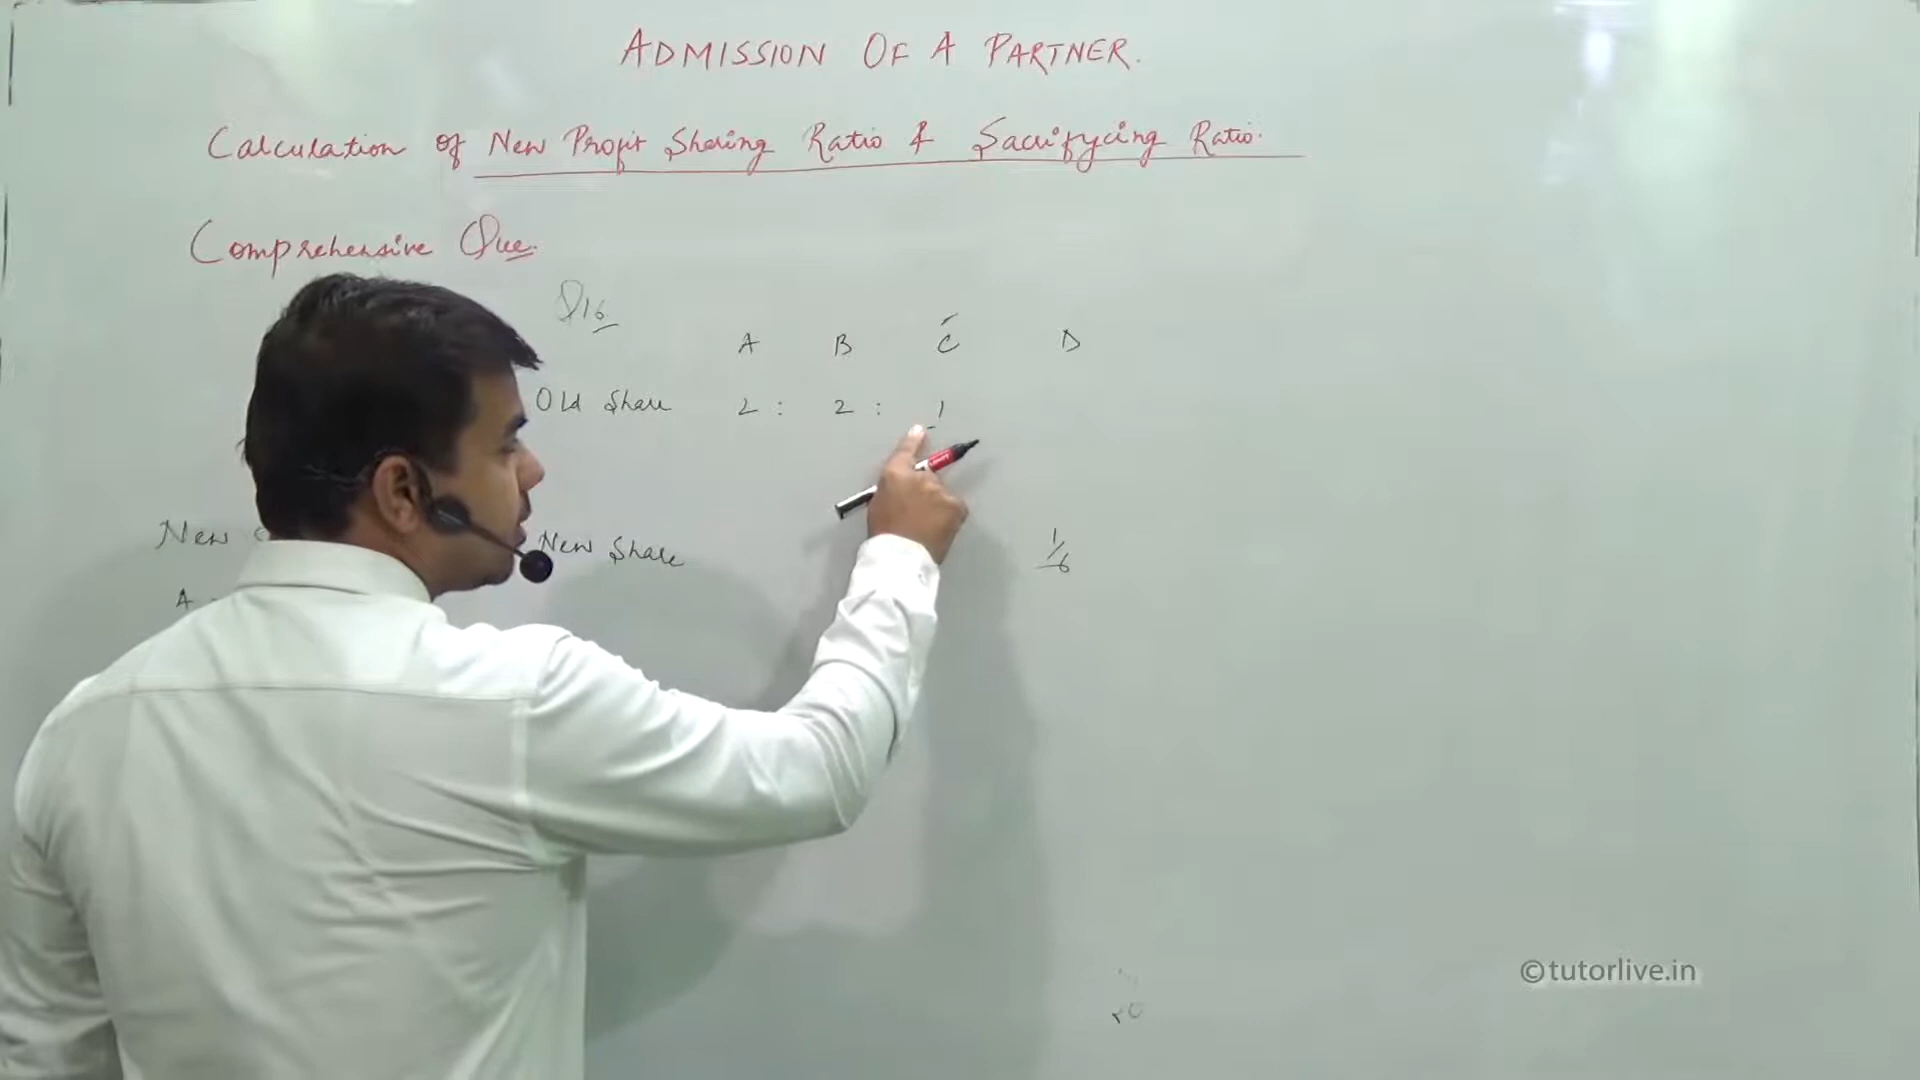 ADMISSION OF A PARTNER.
Calculation of New Profit Sharing Ratio & Sacrifycing Ratio.
Comprehensive Que.
Q16
A B C D
Old Share 2 : 2 : 1
New
New Share 1/6
A -
©tutorlive.in